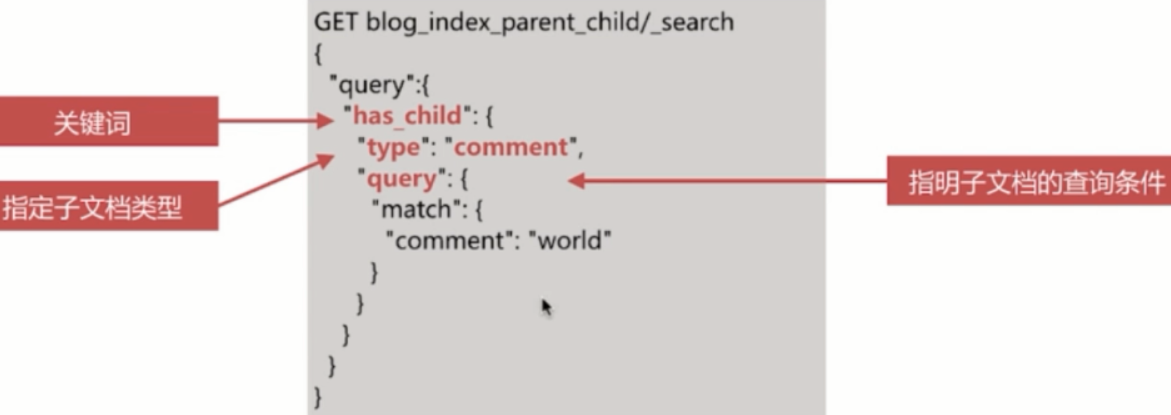 GET blog_index_parent_child/_search
{
"query":{
关键词
"has_child": {
"type": "comment",
指定子文档类型
"query": {
指明子文档的查询条件
"match": {
"comment": "world"
}
}
}
}
}